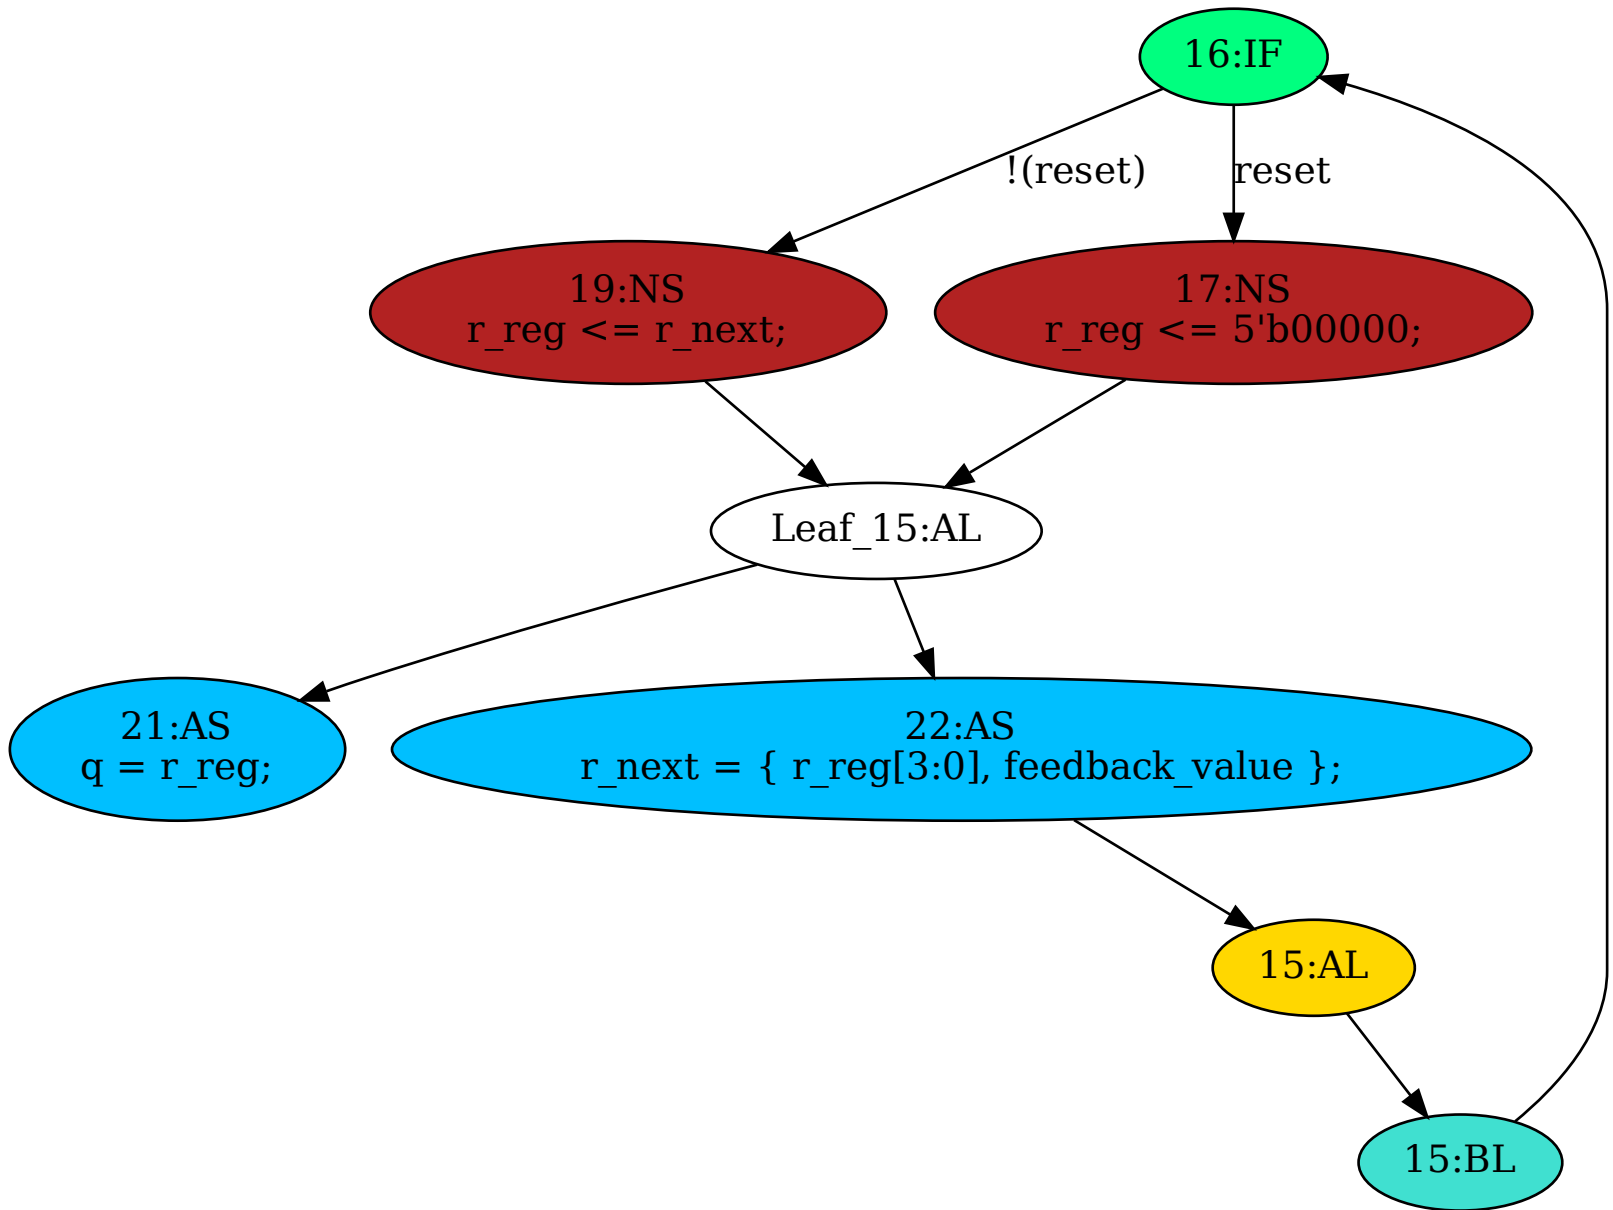 16:IF
!(reset)
reset
19:NS
r_reg <= r_next;
17:NS
r_reg <= 5'b00000;
Leaf_15:AL
21:AS
q = r_reg;
22:AS
r_next = { r_reg[3:0], feedback_value };
15:AL
15:BL